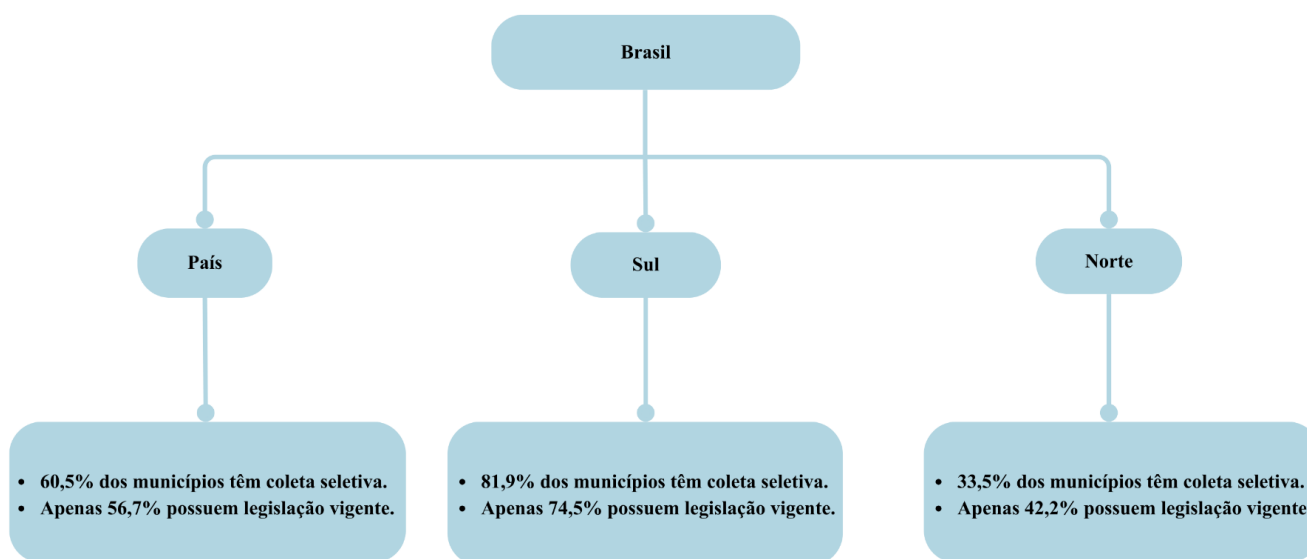 Brasil
País
Sul
Norte
• 60,5% dos municípios têm coleta seletiva.
• Apenas 56,7% possuem legislação vigente.
• 81,9% dos municípios têm coleta seletiva.
• Apenas 74,5% possuem legislação vigente.
• 33,5% dos municípios têm coleta seletiva.
• Apenas 42,2% possuem legislação vigente